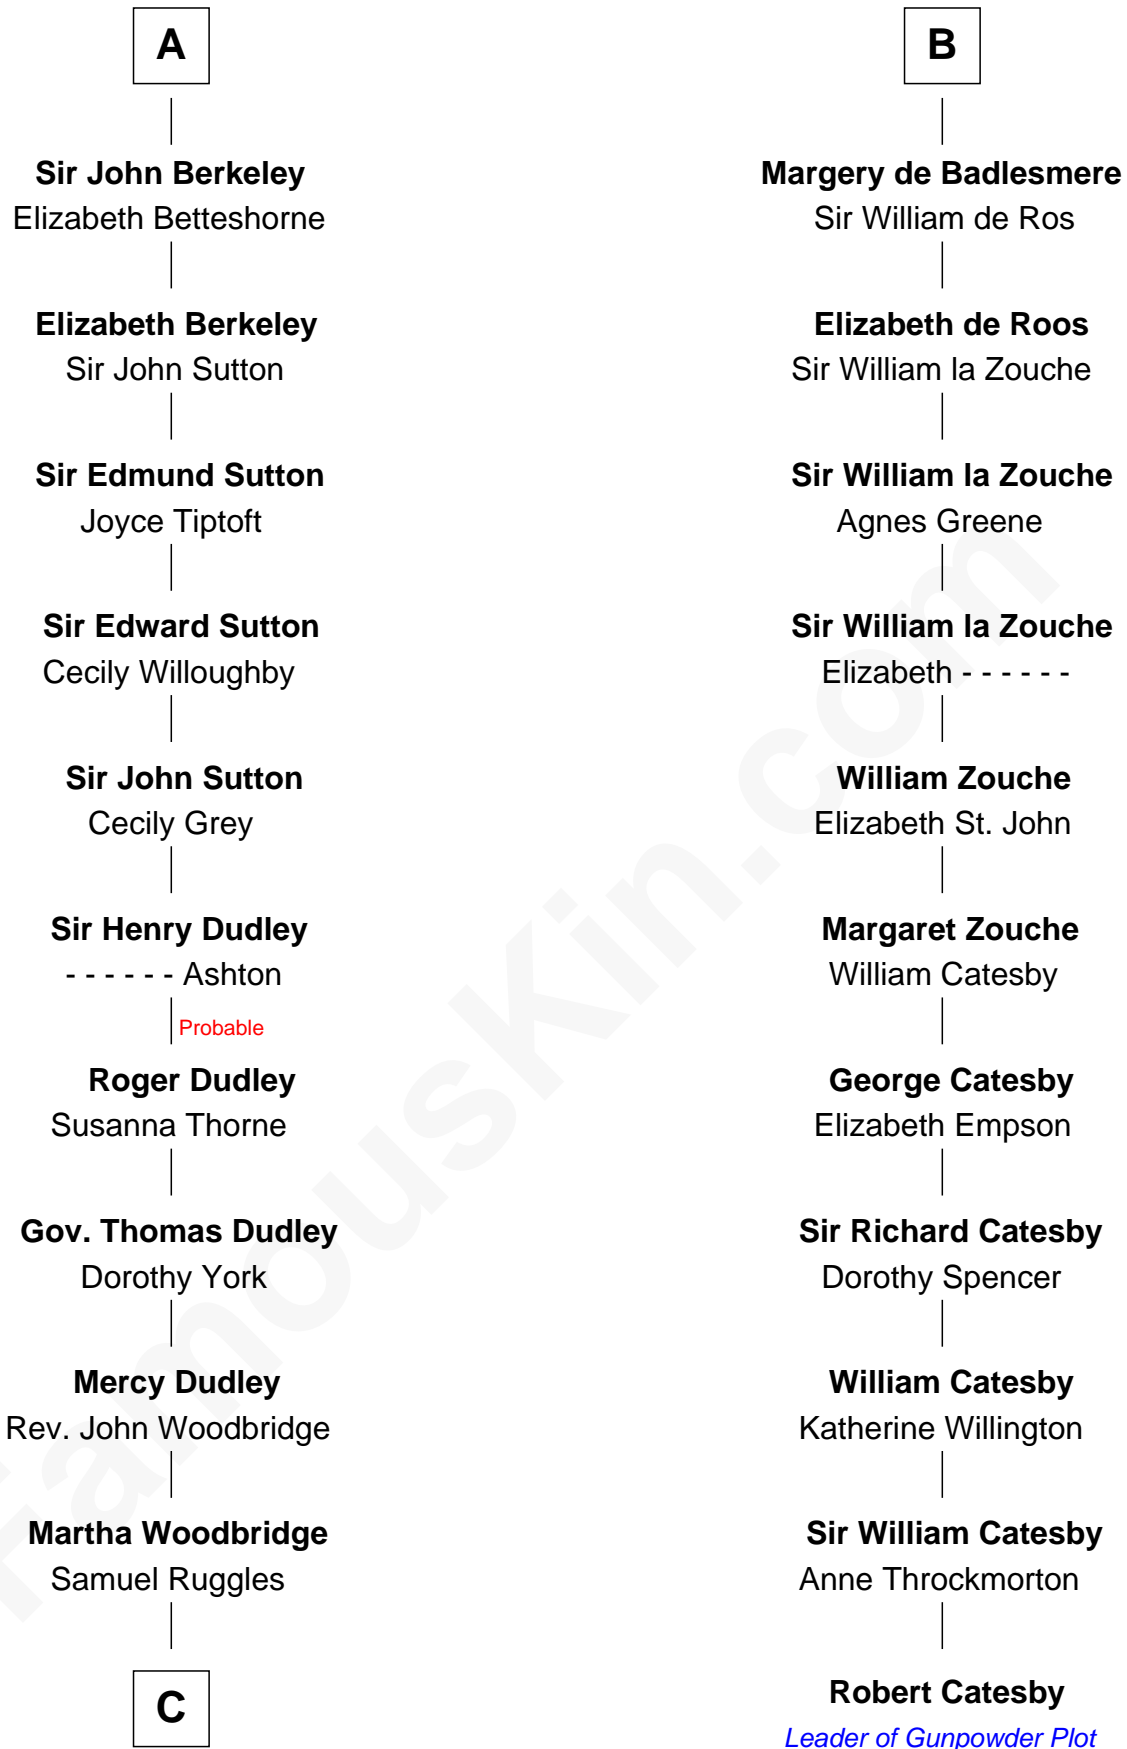 A
Sir John Berkeley
Elizabeth Betteshorne
Elizabeth Berkeley
Sir John Sutton
Sir Edmund Sutton
Joyce Tiptoft
Sir Edward Sutton
Cecily Willoughby
Sir John Sutton
Cecily Grey
Sir Henry Dudley
- - - - - - Ashton
Probable
Roger Dudley
Susanna Thorne
Gov. Thomas Dudley
Dorothy York
Mercy Dudley
Rev. John Woodbridge
Martha Woodbridge
Samuel Ruggles
C
B
Margery de Badlesmere
Sir William de Ros
Elizabeth de Roos
Sir William la Zouche
Sir William la Zouche
Agnes Greene
Sir William la Zouche
Elizabeth - - - - - -
William Zouche
Elizabeth St. John
Margaret Zouche
William Catesby
George Catesby
Elizabeth Empson
Sir Richard Catesby
Dorothy Spencer
William Catesby
Katherine Willington
Sir William Catesby
Anne Throckmorton
Robert Catesby
Leader of Gunpowder Plot
FamousKin.com